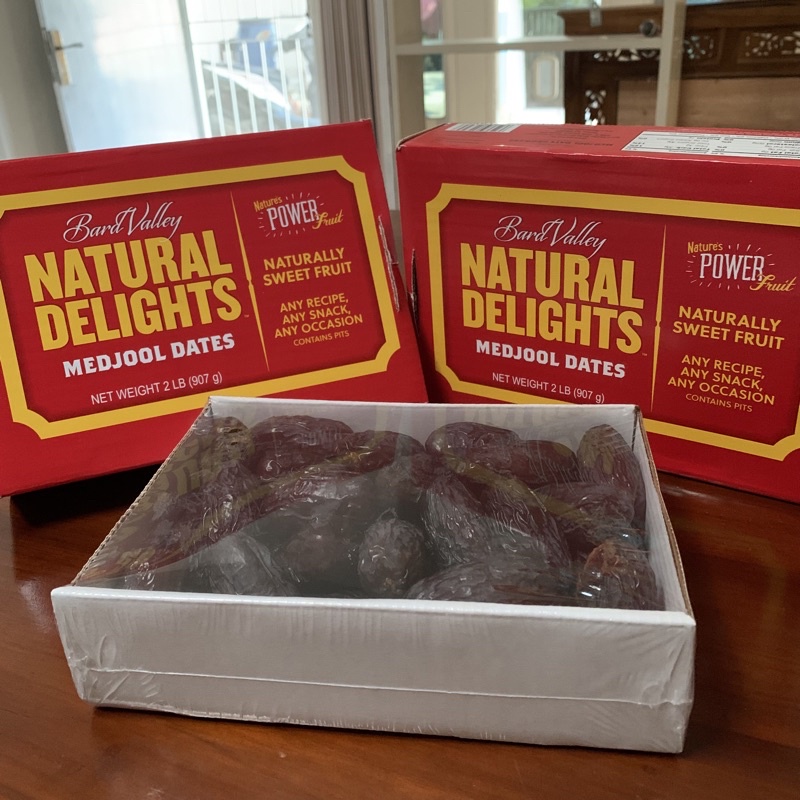 Bard Valley
NATURAL
DELIGHTS™
MEDJOOL DATES
NET WEIGHT 2 LB (907 g)
Nature's
POWER
Fruit
NATURALLY
SWEET FRUIT
ANY RECIPE,
ANY SNACK,
ANY OCCASION
CONTAINS PITS
Bard Valley
NATURAL
DELIGHTS™
MEDJOOL DATES
NET WEIGHT 2 LB (907 g)
Nature's
POWER
Fruit
NATURALLY
SWEET FRUIT
ANY RECIPE,
ANY SNACK,
ANY OCCASION
CONTAINS PITS